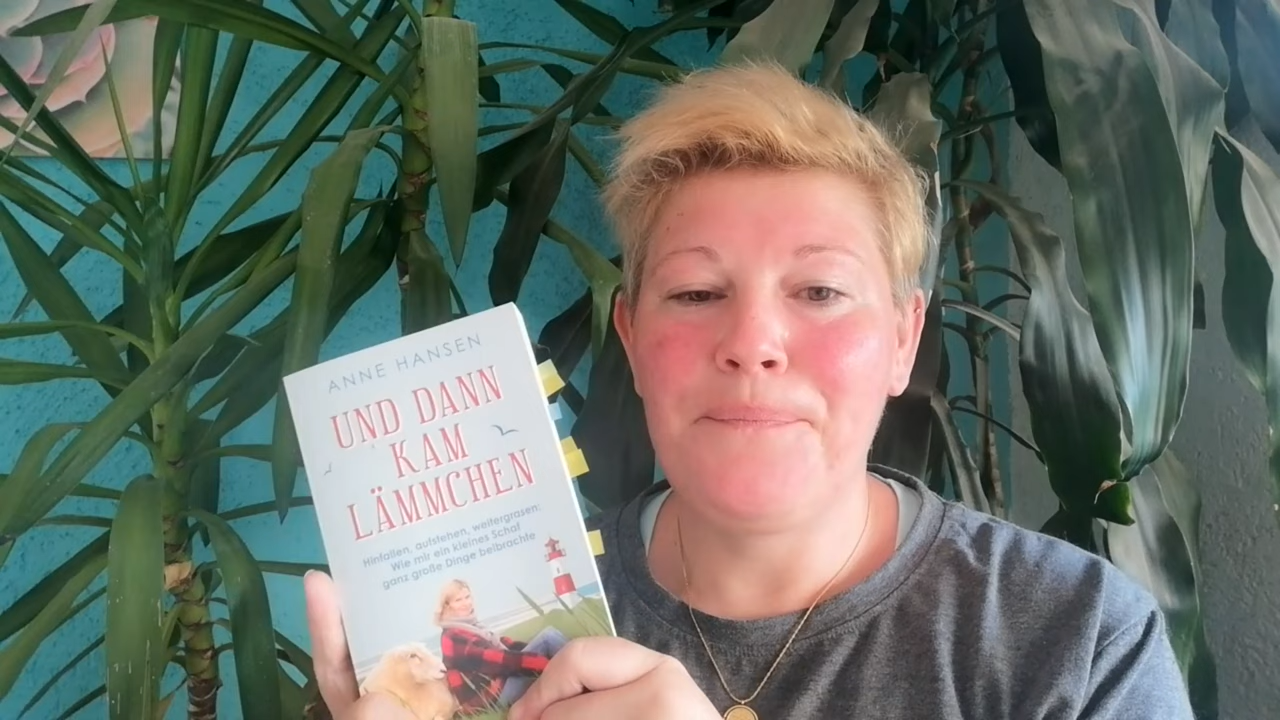 ANNE HANSEN
UND DANN
KAM
LÄMMCHEN
Hinfallen, aufstehen, weitergrasen:
Wie mir ein kleines Schaf
ganz große Dinge beibrachte